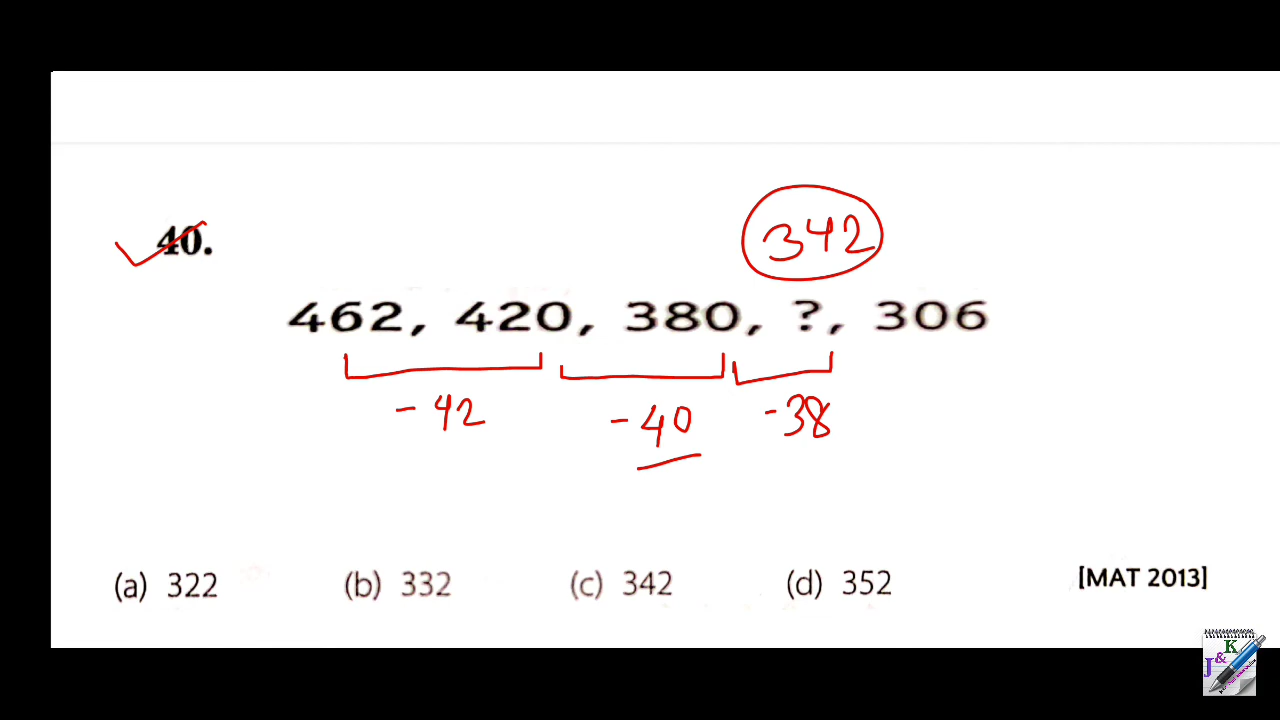 342
40.
462, 420, 380, ?, 306
-42 -40 -38
(a) 322 (b) 332 (c) 342 (d) 352 [MAT 2013]
J&K